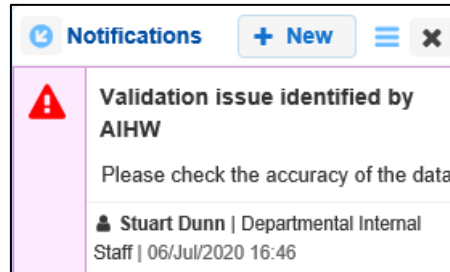 Notifications + New
Validation issue identified by
AIHW
Please check the accuracy of the data
Stuart Dunn | Departmental Internal
Staff | 06/Jul/2020 16:46